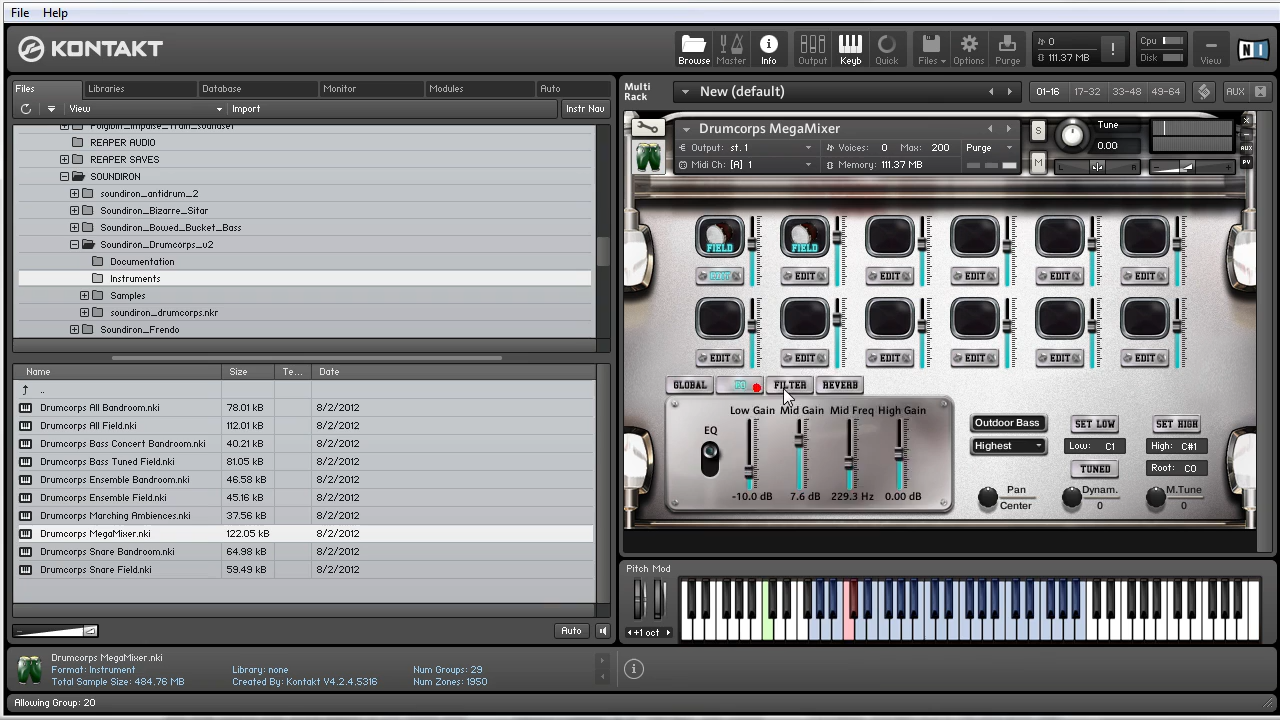 File Help
KONTAKT
Browse Master Info Output Keyb Quick Files Options Purge
0
111.37 MB
!
Cpu
Disk
View
NI
Files Libraries Database Monitor Modules Auto
View Import Instr Nav
REAPER AUDIO
REAPER SAVES
SOUNDIRON
soundiron_antidrum_2
Soundiron_Bizarre_Sitar
Soundiron_Bowed_Bucket_Bass
Soundiron_Drumcorps_v2
Documentation
Instruments
Samples
soundiron_drumcorps.nkr
Soundiron_Frendo
Name Size Te... Date
Drumcorps All Bandroom.nki 78.01 kB 8/2/2012
Drumcorps All Field.nki 112.01 kB 8/2/2012
Drumcorps Bass Concert Bandroom.nki 40.21 kB 8/2/2012
Drumcorps Bass Tuned Field.nki 81.05 kB 8/2/2012
Drumcorps Ensemble Bandroom.nki 46.58 kB 8/2/2012
Drumcorps Ensemble Field.nki 45.16 kB 8/2/2012
Drumcorps Marching Ambiences.nki 37.56 kB 8/2/2012
Drumcorps MegaMixer.nki 122.05 kB 8/2/2012
Drumcorps Snare Bandroom.nki 64.98 kB 8/2/2012
Drumcorps Snare Field.nki 59.49 kB 8/2/2012
Auto
Drumcorps MegaMixer.nki
Format: Instrument Library: none Num Groups: 29
Total Sample Size: 484.76 MB Created By: Kontakt V4.2.4.5316 Num Zones: 1950
Allowing Group: 20
Multi
Rack
New (default)
01-16 17-32 33-48 49-64 AUX
Drumcorps MegaMixer
Output: st. 1 Voices: 0 Max: 200 Purge
Midi Ch: [A] 1 Memory: 111.37 MB
S
M
Tune
0.00
L R
AUX
PV
FIELD FIELD
EDIT EDIT EDIT EDIT EDIT EDIT
EDIT EDIT EDIT EDIT EDIT EDIT
GLOBAL EQ FILTER REVERB
EQ
Low Gain Mid Gain Mid Freq High Gain
-10.0 dB 7.6 dB 229.3 Hz 0.00 dB
Outdoor Bass SET LOW SET HIGH
Highest Low: C1 High: C#1
TUNED Root: C0
Pan Dynam. M.Tune
Center 0 0
Pitch Mod
+1 oct